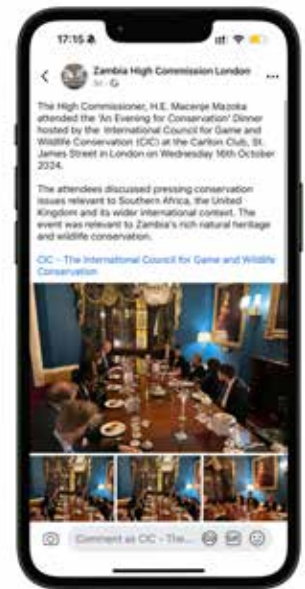 17:15
Zambia High Commission London
The High Commissioner, H.E. Macenje Mazoka
attended the 'An Evening for Conservation' Dinner
hosted by the International Council for Game and
Wildlife Conservation (CIC) at the Carlton Club, St.
James Street in London on Wednesday 16th October
2024.
The attendees discussed pressing conservation
issues relevant to Southern Africa, the United
Kingdom and its wider international context. The
event was relevant to Zambia's rich natural heritage
and wildlife conservation.
CIC - The International Council for Game and Wildlife
Conservation
Comment as CIC - The...